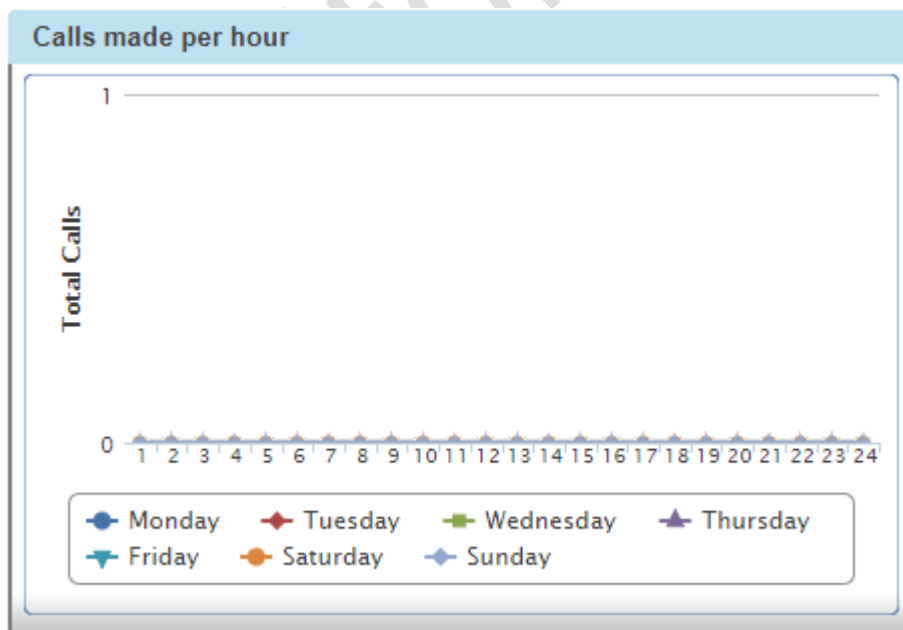 Calls made per hour
1
Total Calls
0
1 2 3 4 5 6 7 8 9 10 11 12 13 14 15 16 17 18 19 20 21 22 23 24
Monday Tuesday Wednesday Thursday
Friday Saturday Sunday